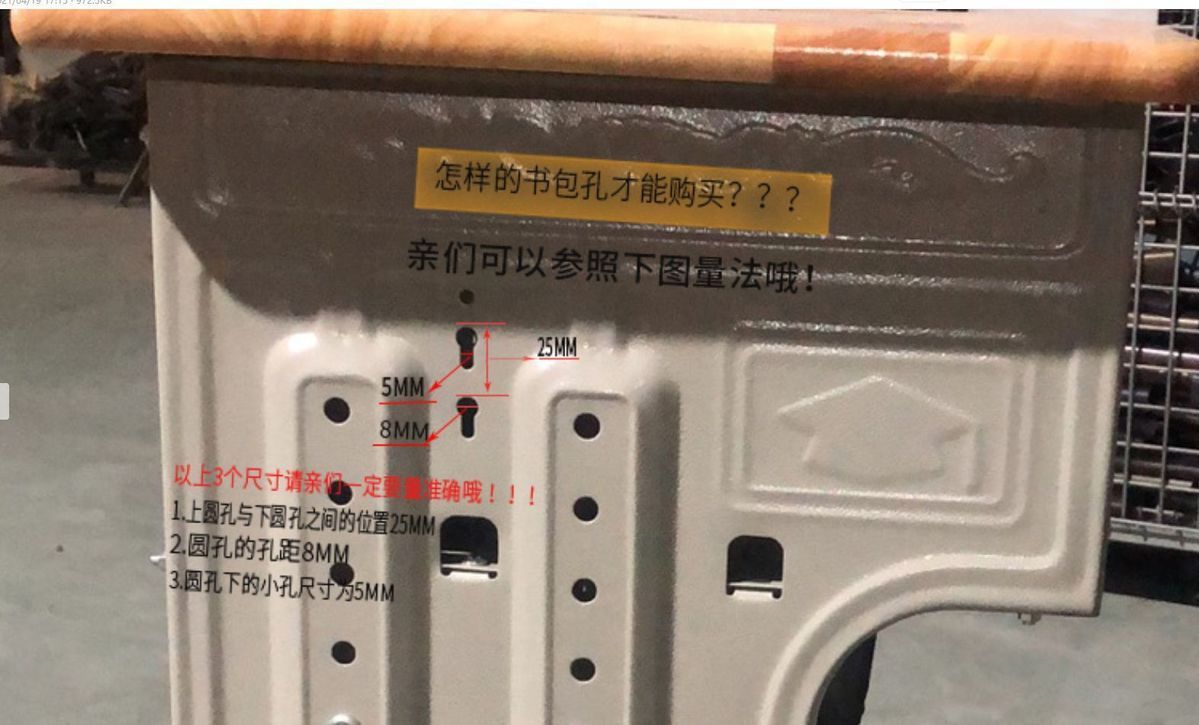 怎样的书包孔才能购买？？？
亲们可以参照下图量法哦！
25MM
5MM
8MM
以上3个尺寸请亲们一定要量准确哦！！！
1.上圆孔与下圆孔之间的位置25MM
2.圆孔的孔距8MM
3.圆孔下的小孔尺寸为5MM